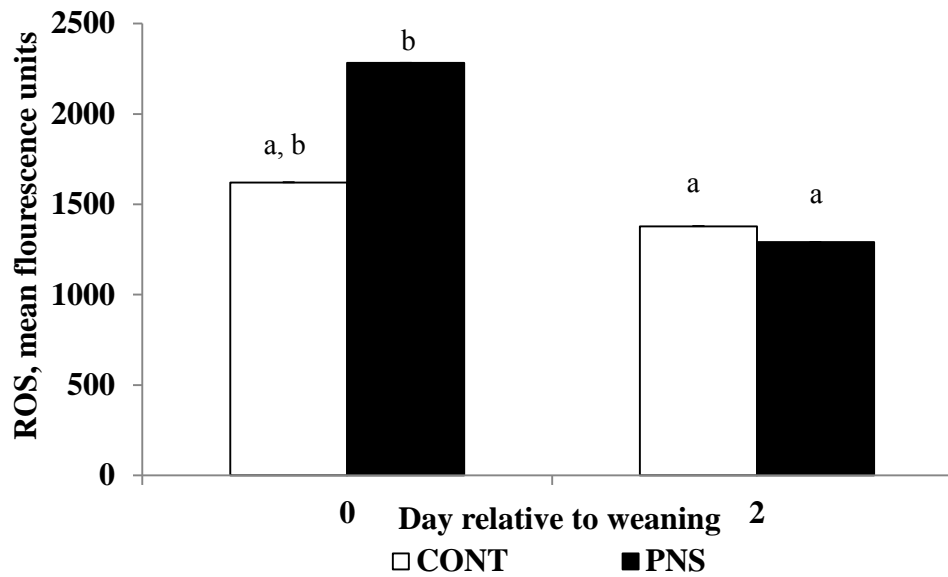 2500
2000
1500
1000
500
0
ROS, mean flourescence units
a, b
b
a
a
0
2
Day relative to weaning
CONT
PNS